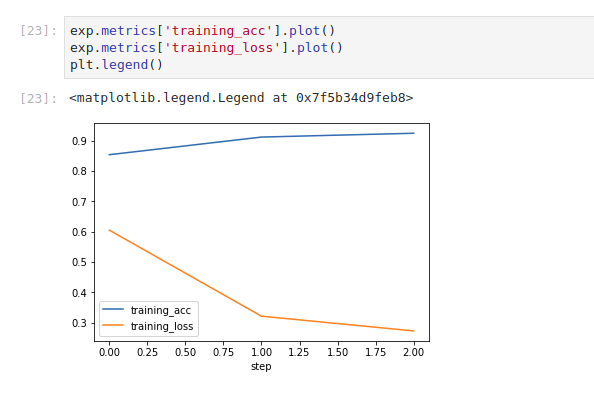 [23]: exp.metrics['training_acc'].plot()
exp.metrics['training_loss'].plot()
plt.legend()
[23]: <matplotlib.legend.Legend at 0x7f5b34d9feb8>
0.9
0.8
0.7
0.6
0.5
0.4
0.3
training_acc
training_loss
0.00 0.25 0.50 0.75 1.00 1.25 1.50 1.75 2.00
step